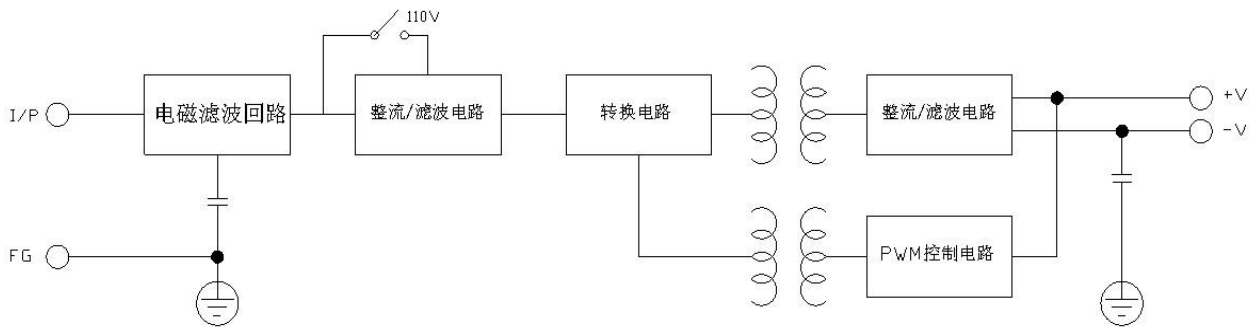 110V
I/P
电磁滤波回路
整流/滤波电路
转换电路
整流/滤波电路
+V
-V
FG
PWM控制电路